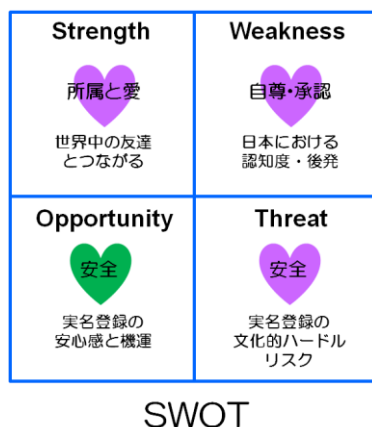 Strength
所属と愛
世界中の友達
とつながる
Weakness
自尊・承認
日本における
認知度・後発
Opportunity
安全
実名登録の
安心感と機運
Threat
安全
実名登録の
文化的ハードル
リスク
SWOT